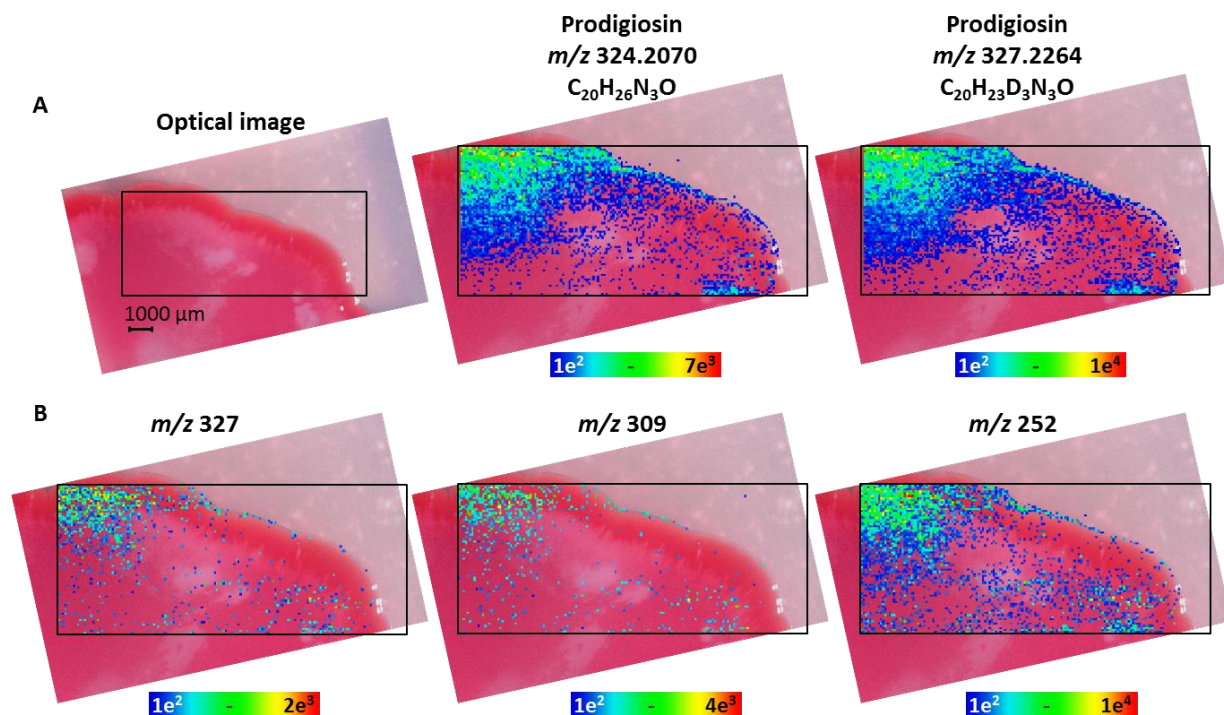 A
Optical image
1000 µm
Prodigiosin
m/z 324.2070
C₂₀H₂₆N₃O
1e² - 7e³
Prodigiosin
m/z 327.2264
C₂₀H₂₃D₃N₃O
1e² - 1e⁴
B
m/z 327
1e² - 2e³
m/z 309
1e² - 4e³
m/z 252
1e² - 1e⁴